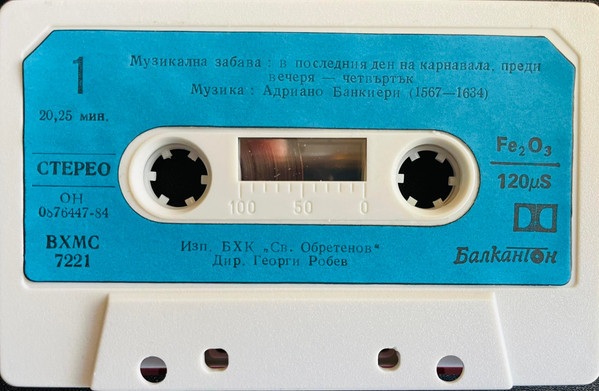 1
Музикална забава : в последния ден на карнавала, преди
вечеря — четвъртък
Музика : Адриано Банкиери (1567—1634)
20,25 мин.
СТЕРЕО
ОН
0876447-84
ВХМС
7221
100 50 0
Fe₂O₃
120µS
Изп. БХК „Св. Обретенов“
Дир. Георги Робев
Балкантон